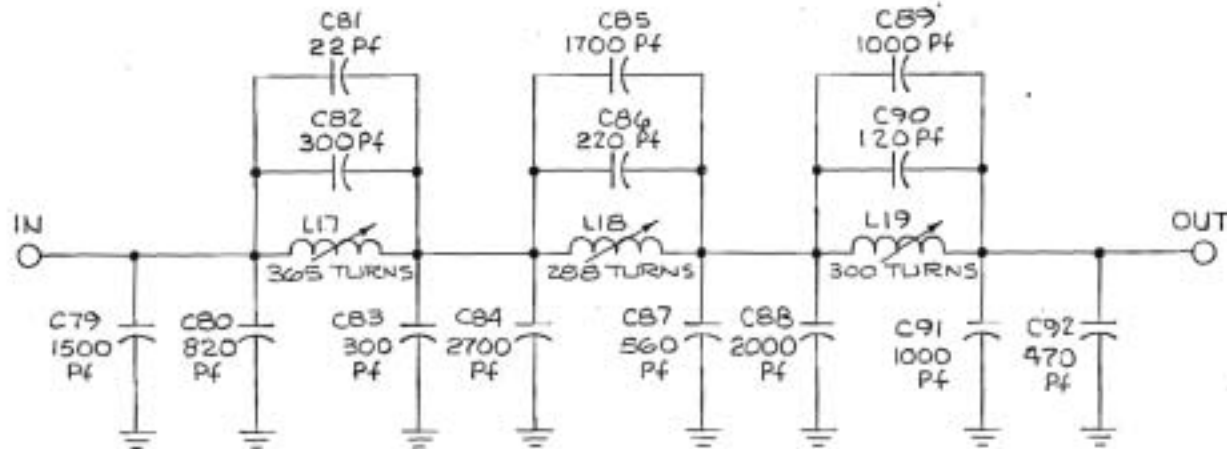 C81
22 Pf
C85
1700 Pf
C89
1000 Pf
C82
300 Pf
C86
220 Pf
C90
120 Pf
IN
L17
365 TURNS
L18
288 TURNS
L19
300 TURNS
OUT
C79
1500
Pf
C80
820
Pf
C83
300
Pf
C84
2700
Pf
C87
560
Pf
C88
2000
Pf
C91
1000
Pf
C92
470
Pf